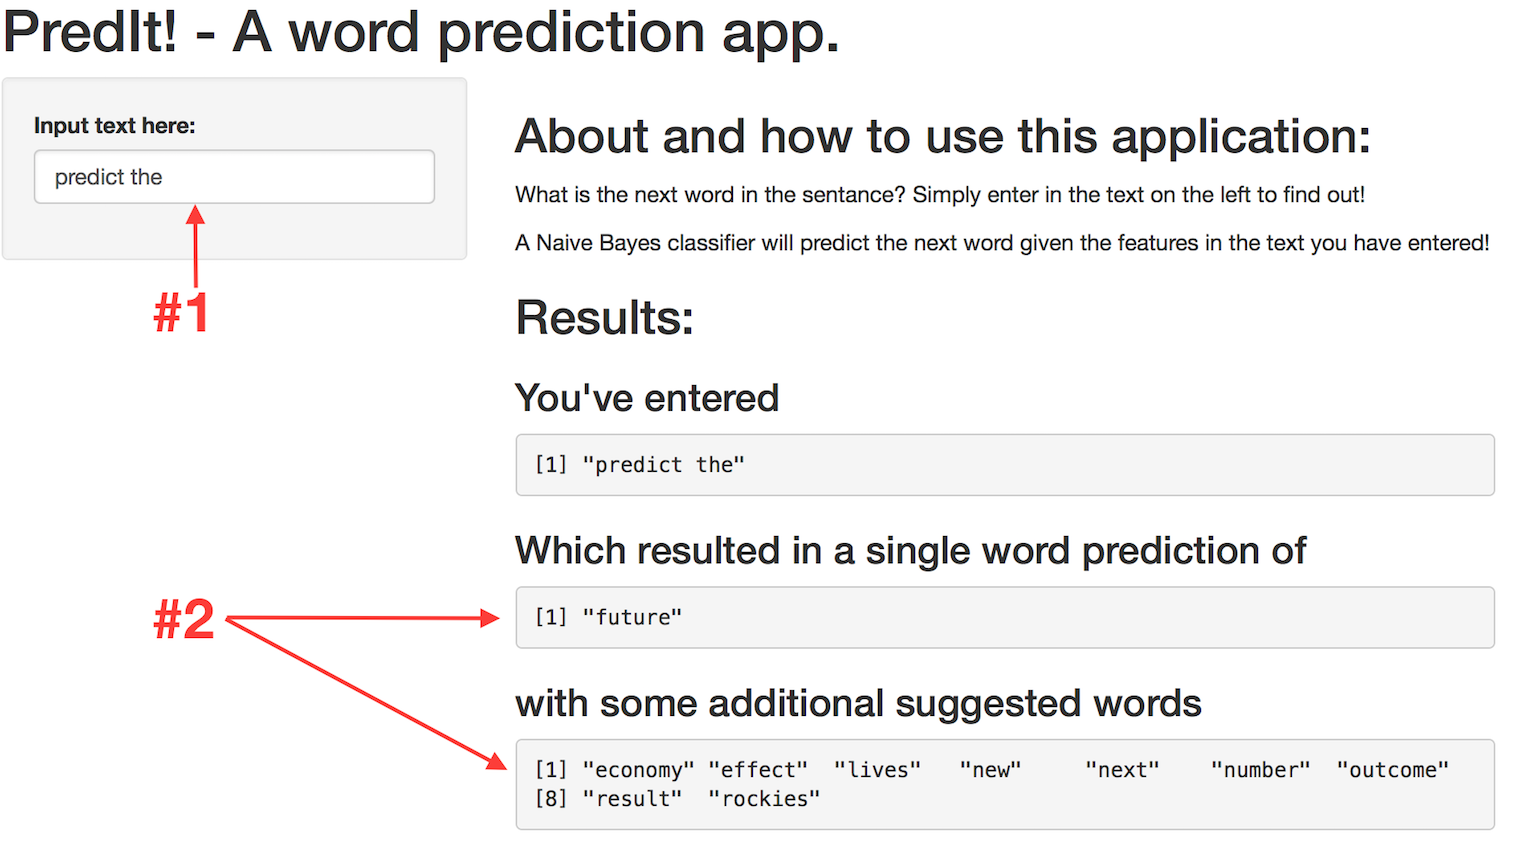 PredIt! - A word prediction app.
Input text here:
predict the
#1
About and how to use this application:
What is the next word in the sentance? Simply enter in the text on the left to find out!
A Naive Bayes classifier will predict the next word given the features in the text you have entered!
Results:
You've entered
[1] "predict the"
Which resulted in a single word prediction of
#2
[1] "future"
with some additional suggested words
[1] "economy" "effect" "lives" "new" "next" "number" "outcome"
[8] "result" "rockies"